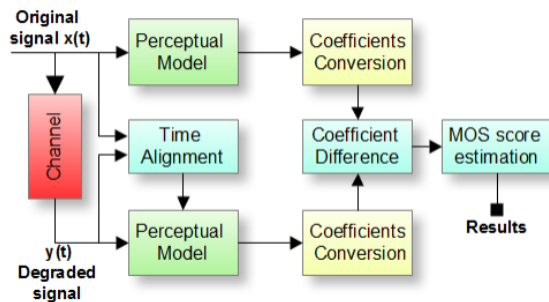 Original
signal x(t)
Perceptual
Model
Coefficients
Conversion
Channel
Time
Alignment
Coefficient
Difference
MOS score
estimation
Perceptual
Model
Coefficients
Conversion
Results
y(t)
Degraded
signal